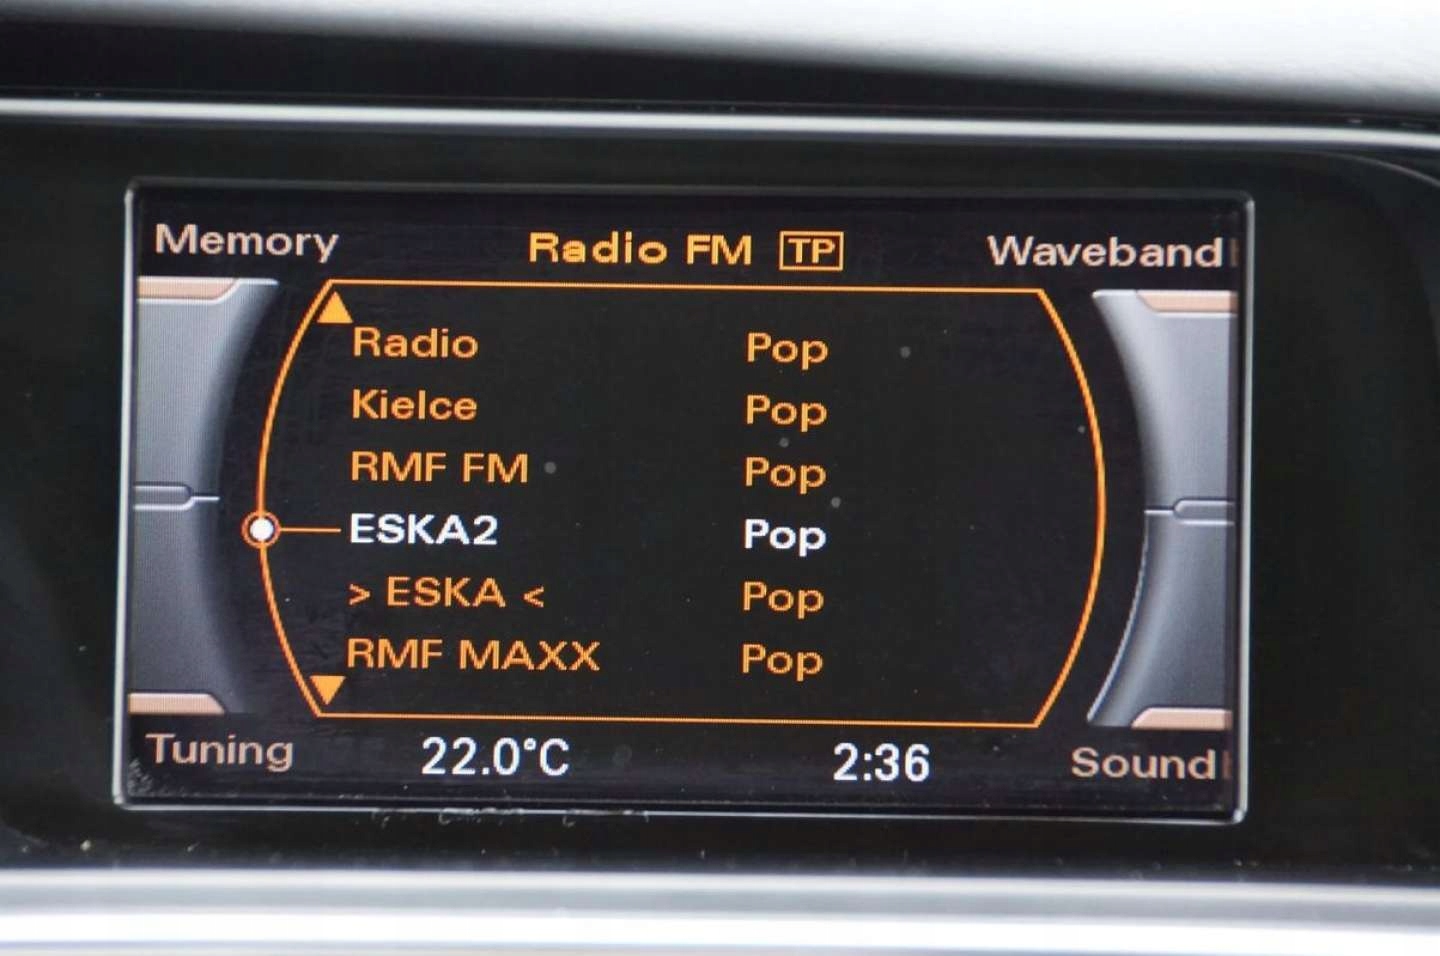 Memory Radio FM TP Waveband
Radio Pop
Kielce Pop
RMF FM Pop
ESKA2 Pop
> ESKA < Pop
RMF MAXX Pop
Tuning 22.0°C 2:36 Sound